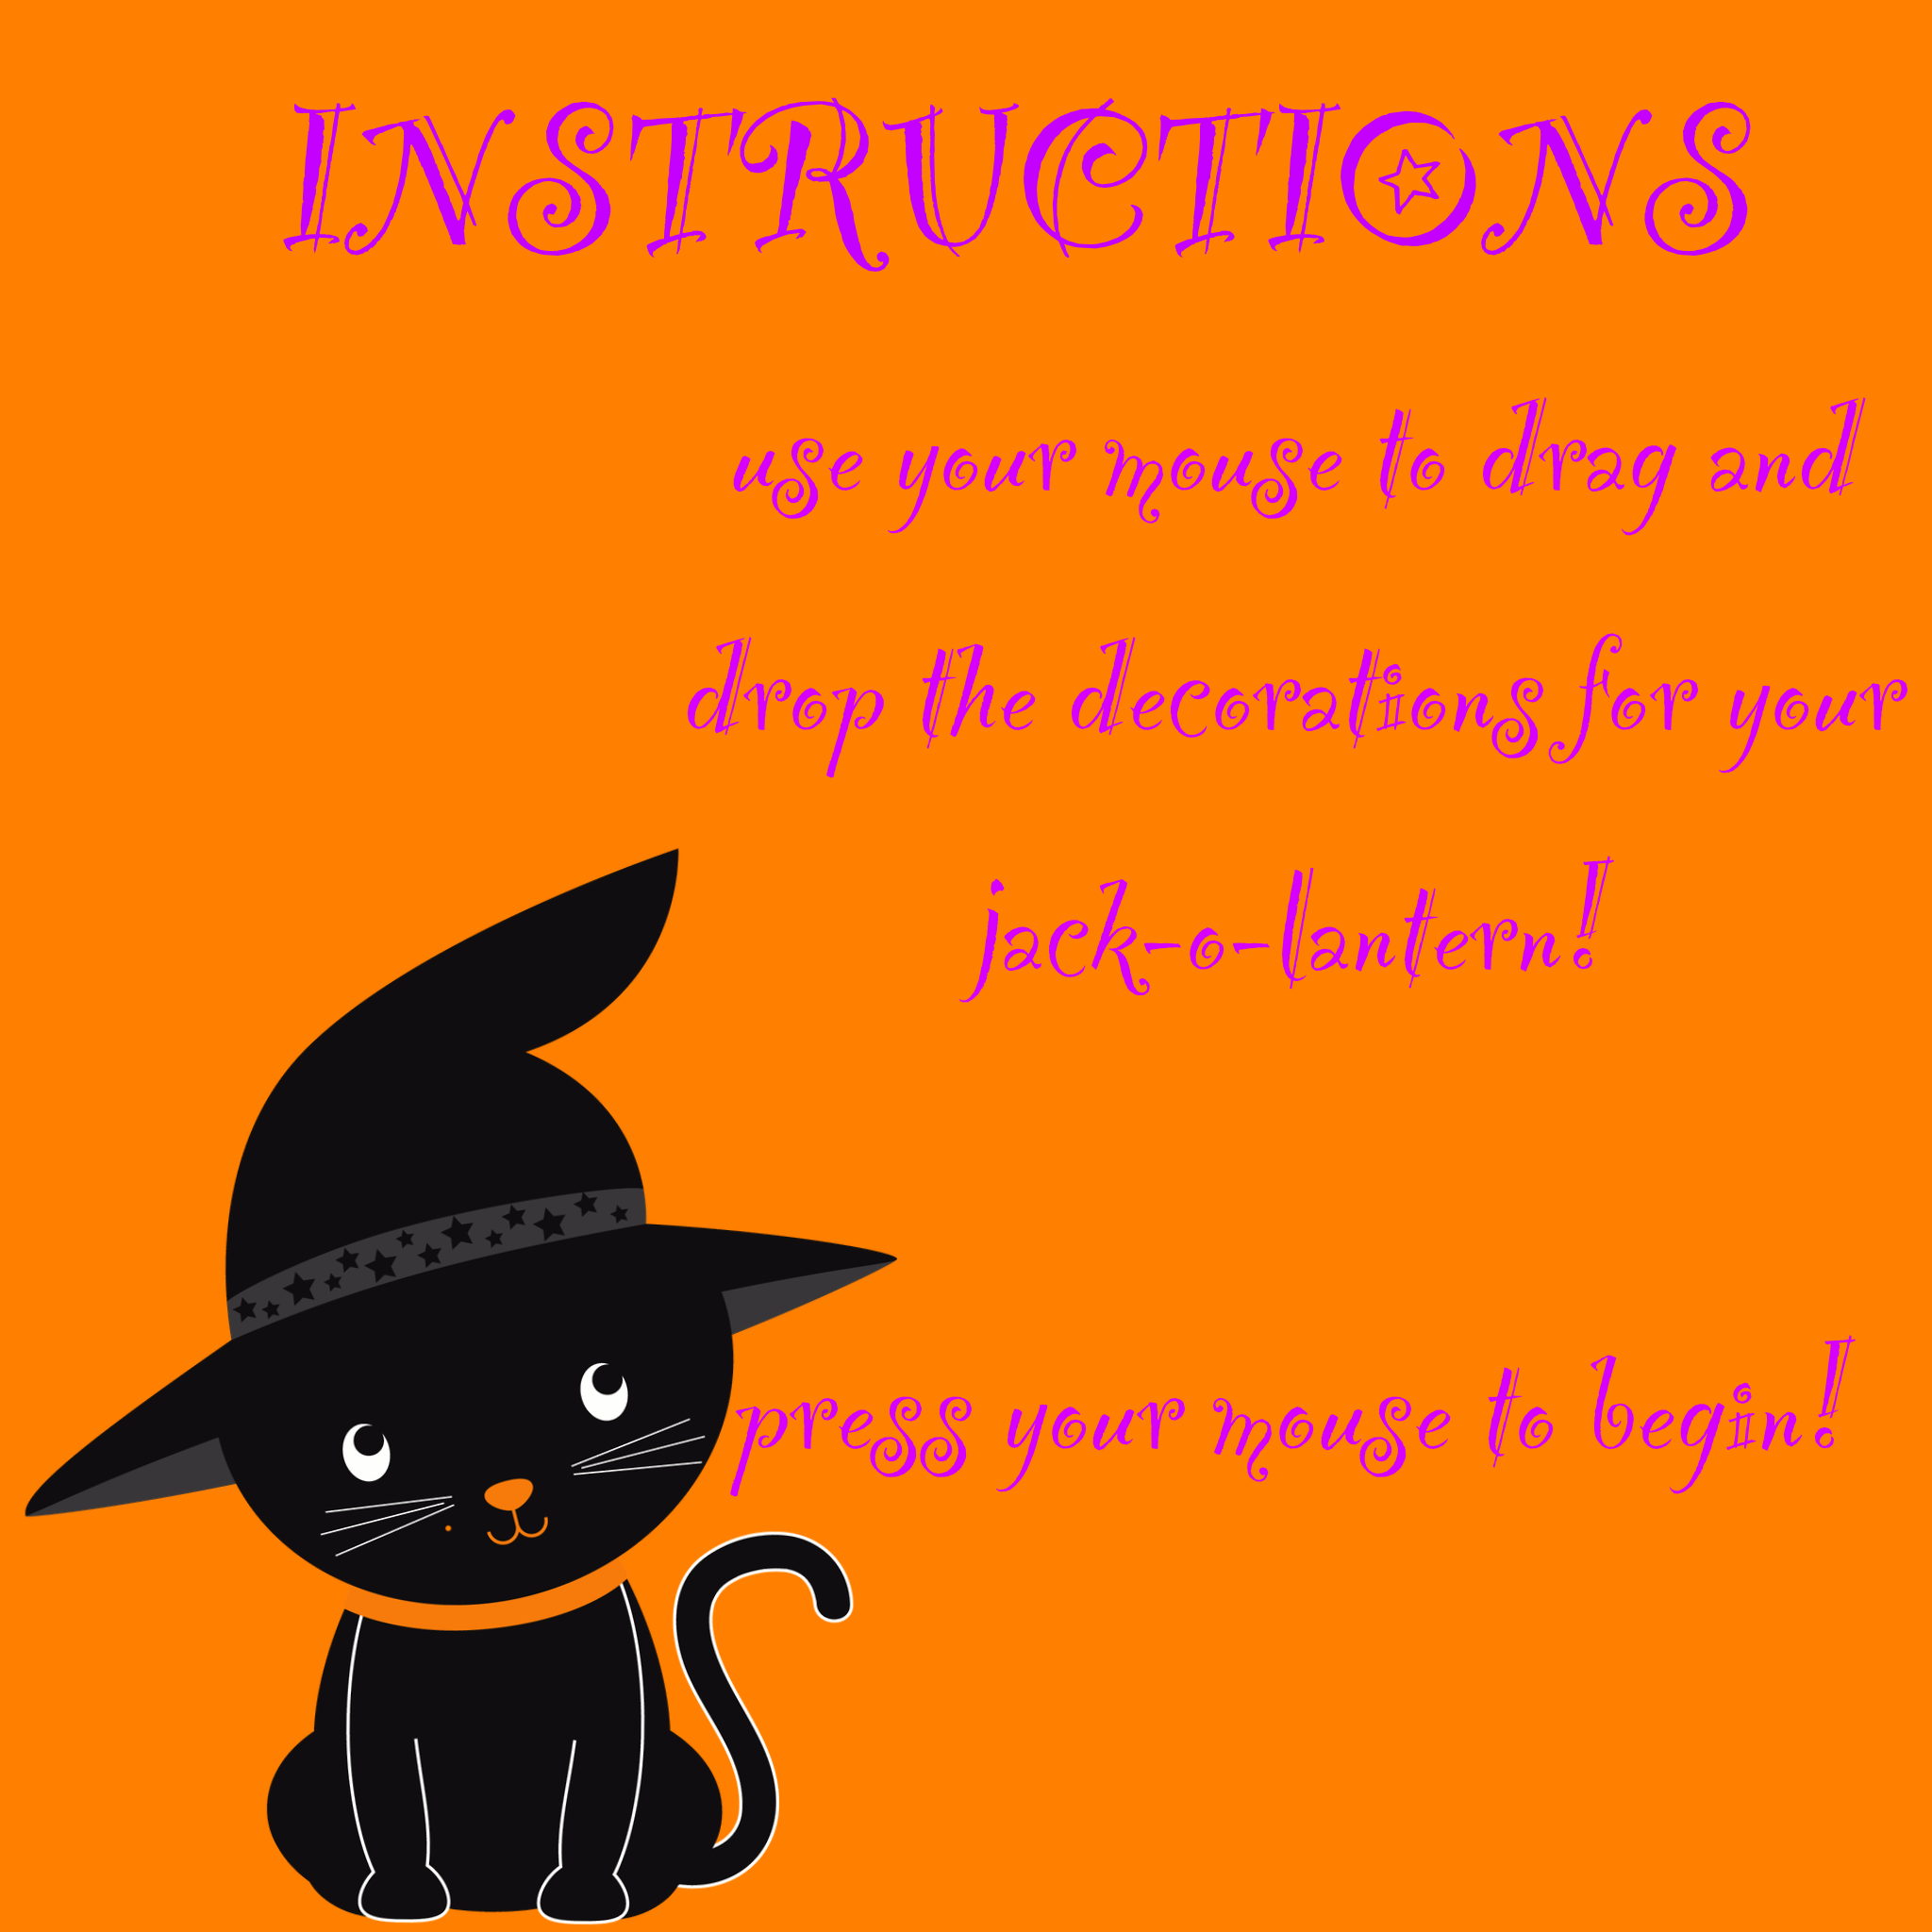 INSTRUCTIONS
use your mouse to drag and
drop the decorations for your
jack-o-lantern!
press your mouse to begin!